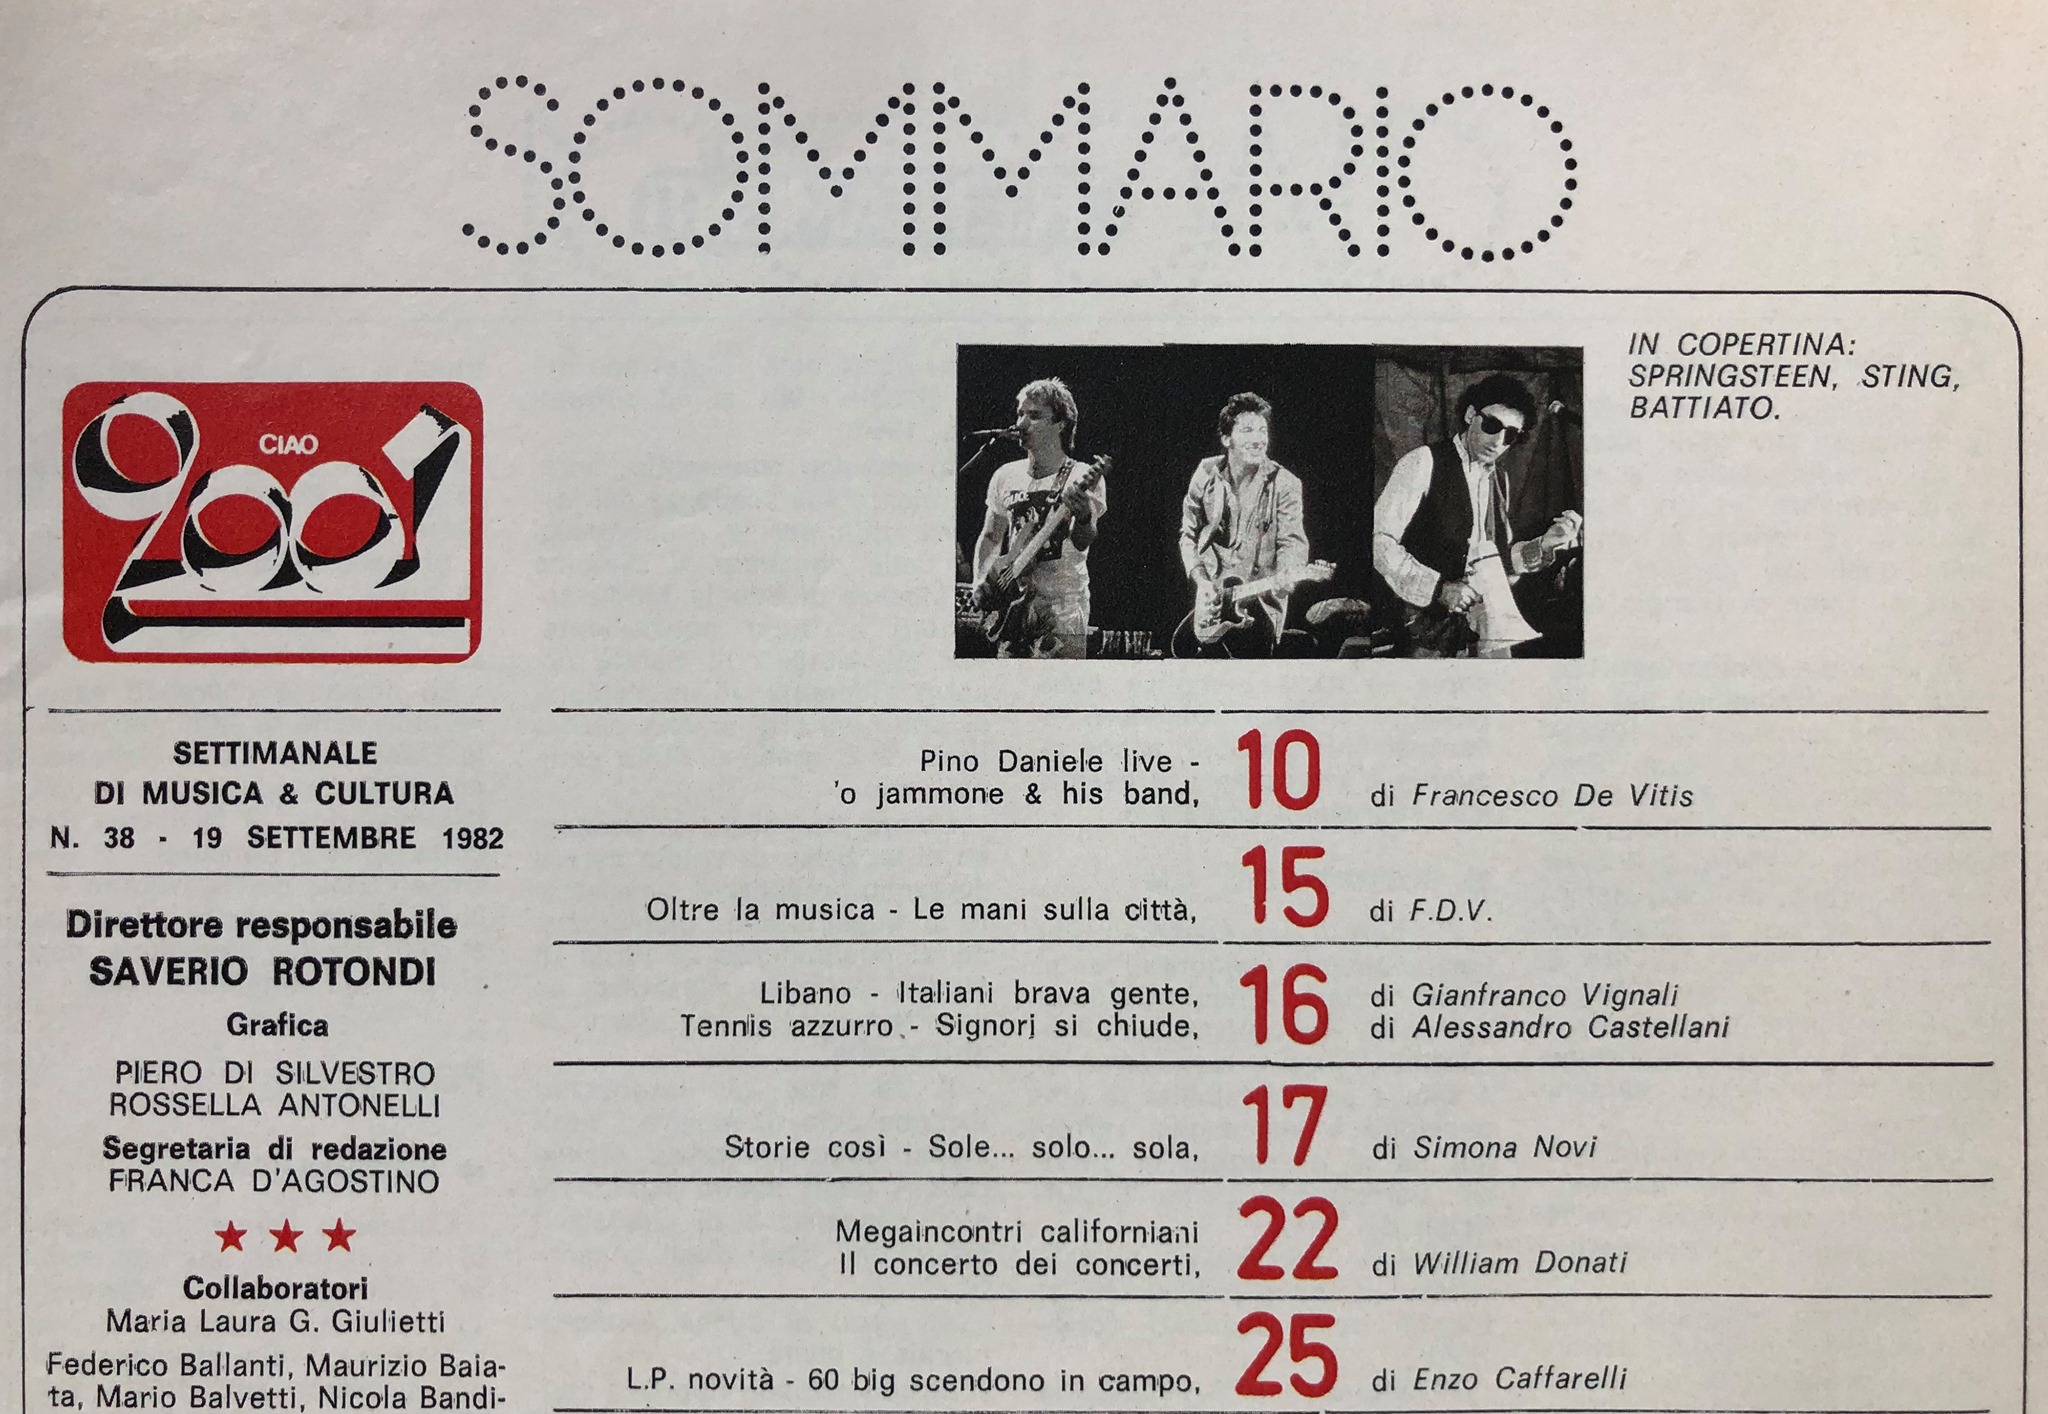 SOMMARIO
CIAO
2001
IN COPERTINA:
SPRINGSTEEN, STING,
BATTIATO.
SETTIMANALE
DI MUSICA & CULTURA
N. 38 - 19 SETTEMBRE 1982
Direttore responsabile
SAVERIO ROTONDI
Grafica
PIERO DI SILVESTRO
ROSSELLA ANTONELLI
Segretaria di redazione
FRANCA D'AGOSTINO
Collaboratori
Maria Laura G. Giulietti
Federico Ballanti, Maurizio Baia-
ta, Mario Balvetti, Nicola Bandi-
Pino Daniele live -
'o jammone & his band, 10 di Francesco De Vitis
Oltre la musica - Le mani sulla città, 15 di F.D.V.
Libano - Italiani brava gente, 16 di Gianfranco Vignali
Tennis azzurro - Signori si chiude, di Alessandro Castellani
Storie così - Sole... solo... sola, 17 di Simona Novi
Megaincontri californiani
Il concerto dei concerti, 22 di William Donati
L.P. novità - 60 big scendono in campo, 25 di Enzo Caffarelli